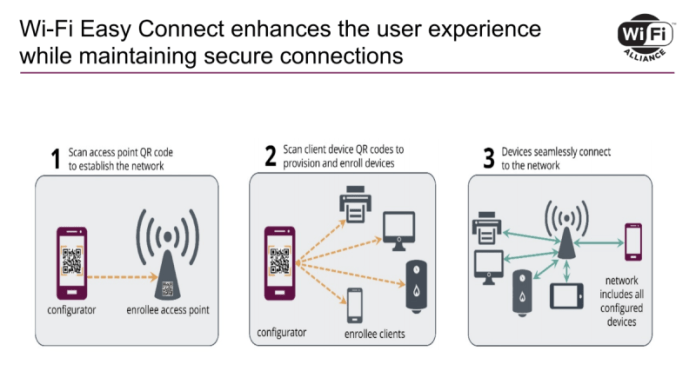 Wi-Fi Easy Connect enhances the user experience
while maintaining secure connections
Wi Fi
ALLIANCE
1 Scan access point QR code
to establish the network
configurator
enrollee access point
2 Scan client device QR codes to
provision and enroll devices
configurator
enrollee clients
3 Devices seamlessly connect
to the network
network
includes all
configured
devices